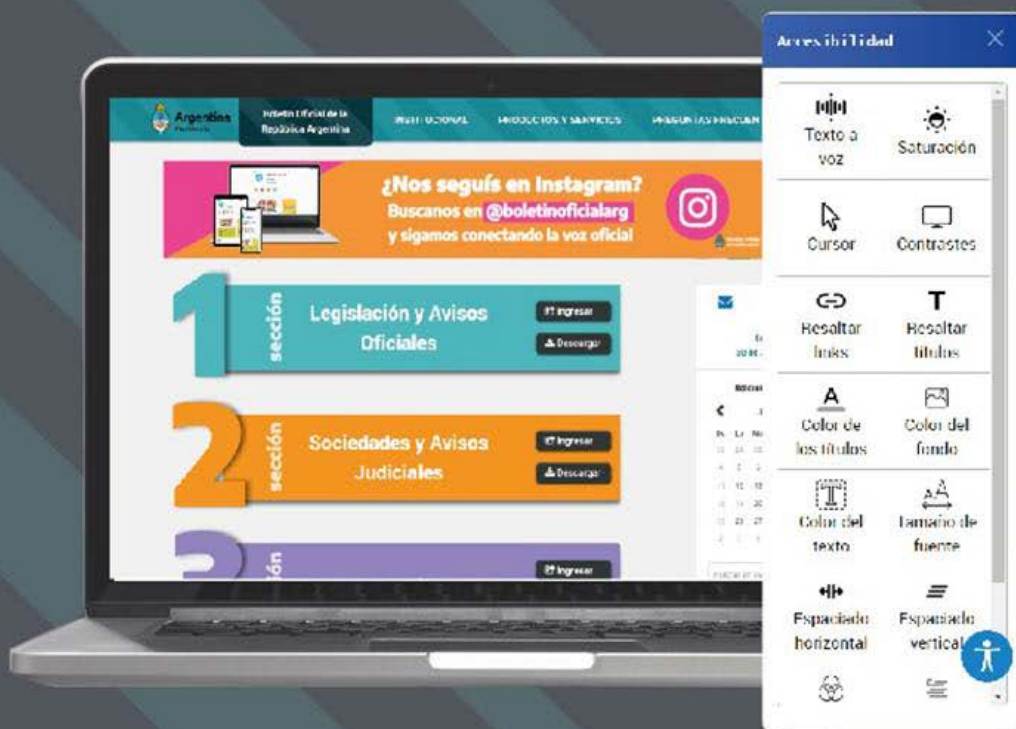 Argentina
Boletín Oficial de la
República Argentina
INSTITUCIONAL
PRODUCTOS Y SERVICIOS
PREGUNTAS FRECUEN
¿Nos seguís en Instagram?
Buscanos en @boletinoficialarg
y sigamos conectando la voz oficial
1
sección
Legislación y Avisos
Oficiales
Ingresar
Descargar
2
sección
Sociedades y Avisos
Judiciales
Ingresar
Descargar
3
Ingresar
Accesibilidad
Texto a
voz
Saturación
Cursor
Contrastes
Resaltar
links
Resaltar
títulos
Color de
los títulos
Color del
fondo
Color del
texto
Tamaño de
fuente
Espaciado
horizontal
Espaciado
vertical